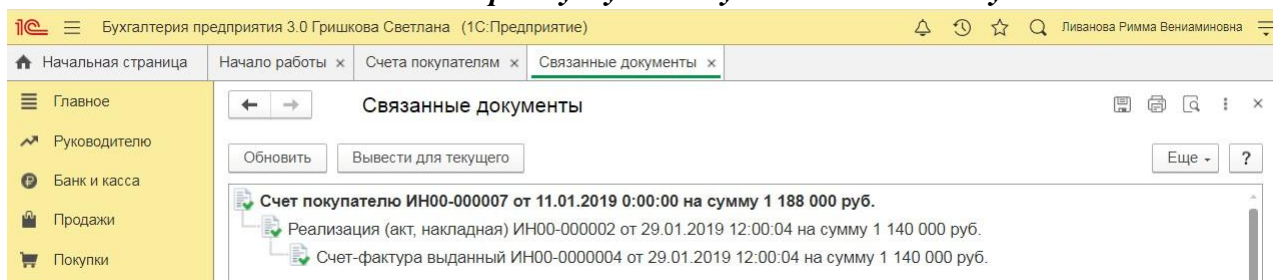 Бухгалтерия предприятия 3.0 Гришкова Светлана (1С:Предприятие)
Ливанова Римма Вениаминовна
Начальная страница
Начало работы ×
Счета покупателям ×
Связанные документы ×
Главное
Связанные документы
Руководителю
Обновить
Вывести для текущего
Еще
?
Банк и касса
Счет покупателю ИН00-000007 от 11.01.2019 0:00:00 на сумму 1 188 000 руб.
Продажи
Реализация (акт, накладная) ИН00-000002 от 29.01.2019 12:00:04 на сумму 1 140 000 руб.
Покупки
Счет-фактура выданный ИН00-0000004 от 29.01.2019 12:00:04 на сумму 1 140 000 руб.